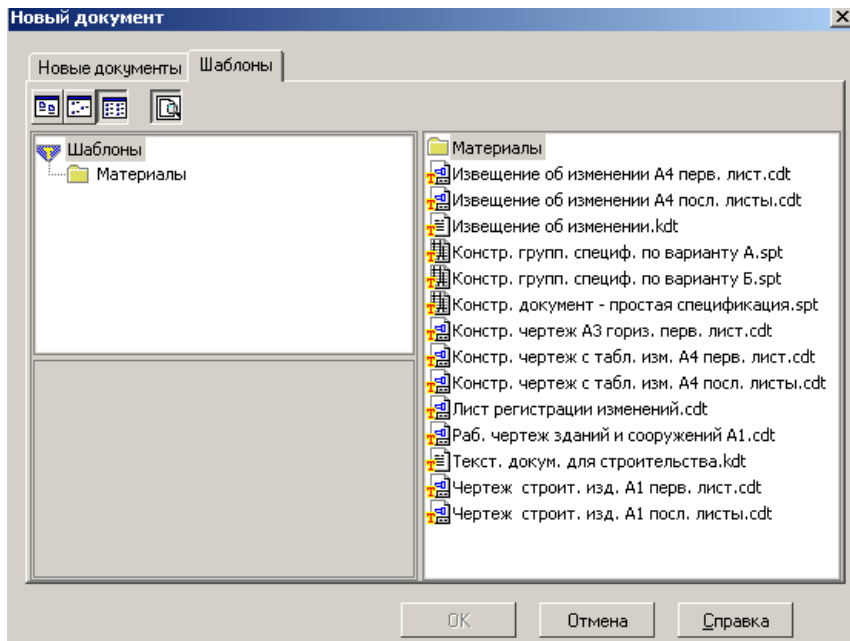 Новый документ
Новые документы Шаблоны
Шаблоны
Материалы
Материалы
Извещение об изменении А4 перв. лист.cdt
Извещение об изменении А4 посл. листы.cdt
Извещение об изменении.kdt
Констр. групп. специф. по варианту А.spt
Констр. групп. специф. по варианту Б.spt
Констр. документ - простая спецификация.spt
Констр. чертеж А3 гориз. перв. лист.cdt
Констр. чертеж с табл. изм. А4 перв. лист.cdt
Констр. чертеж с табл. изм. А4 посл. листы.cdt
Лист регистрации изменений.cdt
Раб. чертеж зданий и сооружений А1.cdt
Текст. докум. для строительства.kdt
Чертеж строит. изд. А1 перв. лист.cdt
Чертеж строит. изд. А1 посл. листы.cdt
OK Отмена Справка